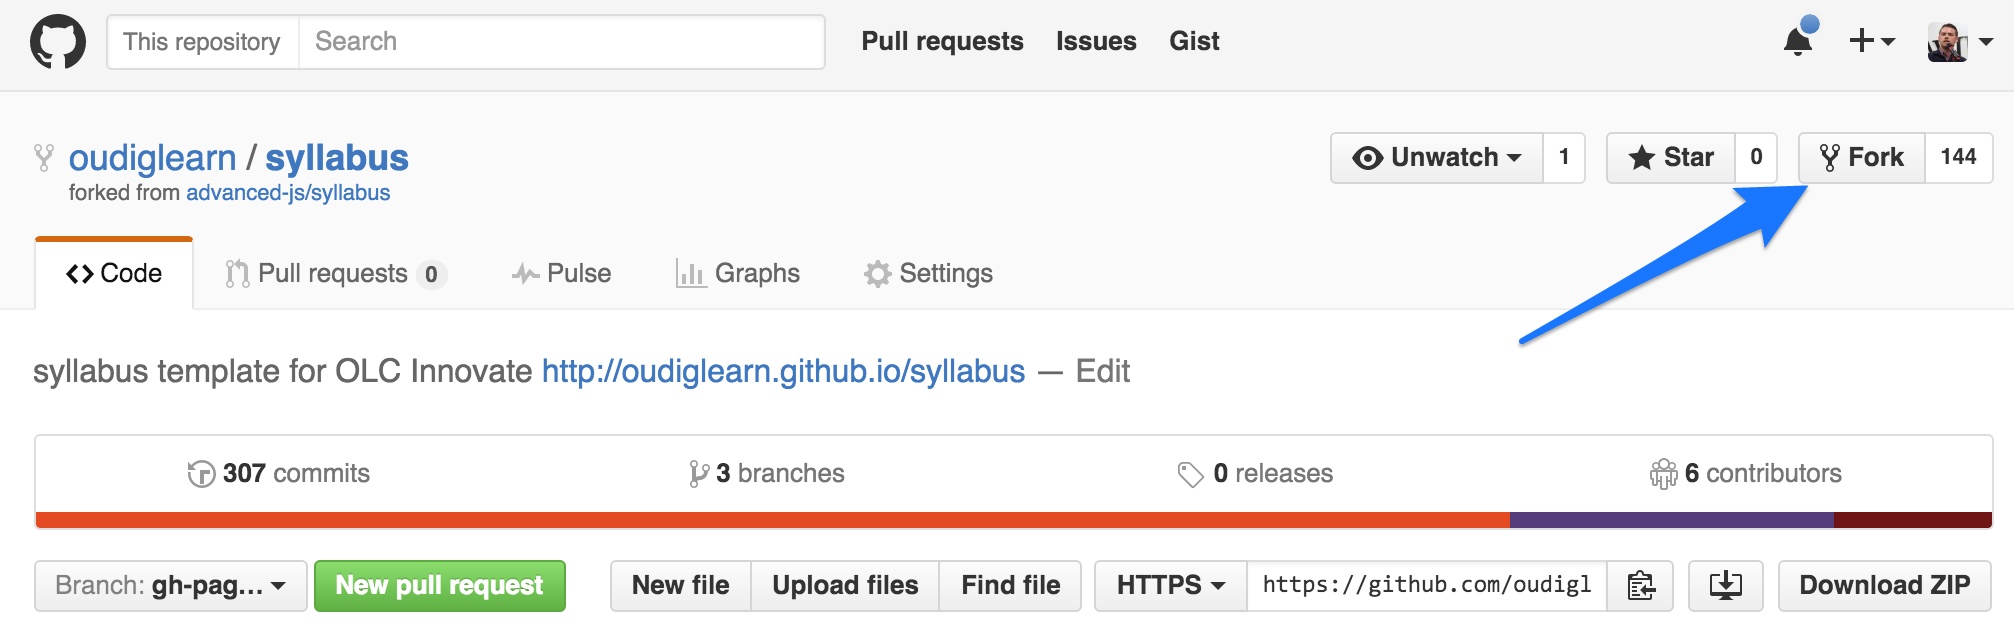 This repository Search Pull requests Issues Gist
oudiglearn / syllabus Unwatch 1 Star 0 Fork 144
forked from advanced-js/syllabus
Code Pull requests 0 Pulse Graphs Settings
syllabus template for OLC Innovate http://oudiglearn.github.io/syllabus — Edit
307 commits 3 branches 0 releases 6 contributors
Branch: gh-pag... New pull request New file Upload files Find file HTTPS https://github.com/oudigl Download ZIP